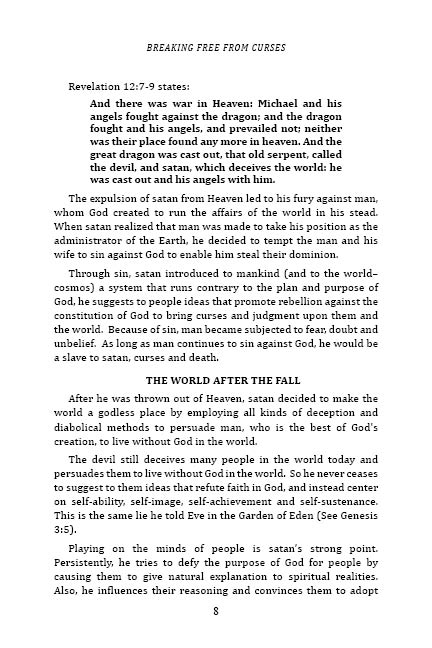 BREAKING FREE FROM CURSES
Revelation 12:7-9 states:
And there was war in Heaven: Michael and his
angels fought against the dragon; and the dragon
fought and his angels, and prevailed not; neither
was their place found any more in heaven. And the
great dragon was cast out, that old serpent, called
the devil, and satan, which deceives the world: he
was cast out and his angels with him.
The expulsion of satan from Heaven led to his fury against man,
whom God created to run the affairs of the world in his stead.
When satan realized that man was made to take his position as the
administrator of the Earth, he decided to tempt the man and his
wife to sin against God to enable him steal their dominion.
Through sin, satan introduced to mankind (and to the world–
cosmos) a system that runs contrary to the plan and purpose of
God, he suggests to people ideas that promote rebellion against the
constitution of God to bring curses and judgment upon them and
the world. Because of sin, man became subjected to fear, doubt and
unbelief. As long as man continues to sin against God, he would be
a slave to satan, curses and death.
THE WORLD AFTER THE FALL
After he was thrown out of Heaven, satan decided to make the
world a godless place by employing all kinds of deception and
diabolical methods to persuade man, who is the best of God's
creation, to live without God in the world.
The devil still deceives many people in the world today and
persuades them to live without God in the world. So he never ceases
to suggest to them ideas that refute faith in God, and instead center
on self-ability, self-image, self-achievement and self-sustenance.
This is the same lie he told Eve in the Garden of Eden (See Genesis
3:5).
Playing on the minds of people is satan's strong point.
Persistently, he tries to defy the purpose of God for people by
causing them to give natural explanation to spiritual realities.
Also, he influences their reasoning and convinces them to adopt
8